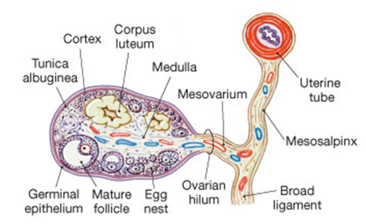 Cortex
Corpus
luteum
Tunica
albuginea
Medulla
Mesovarium
Uterine
tube
Mesosalpinx
Germinal
epithelium
Mature
follicle
Egg
nest
Ovarian
hilum
Broad
ligament